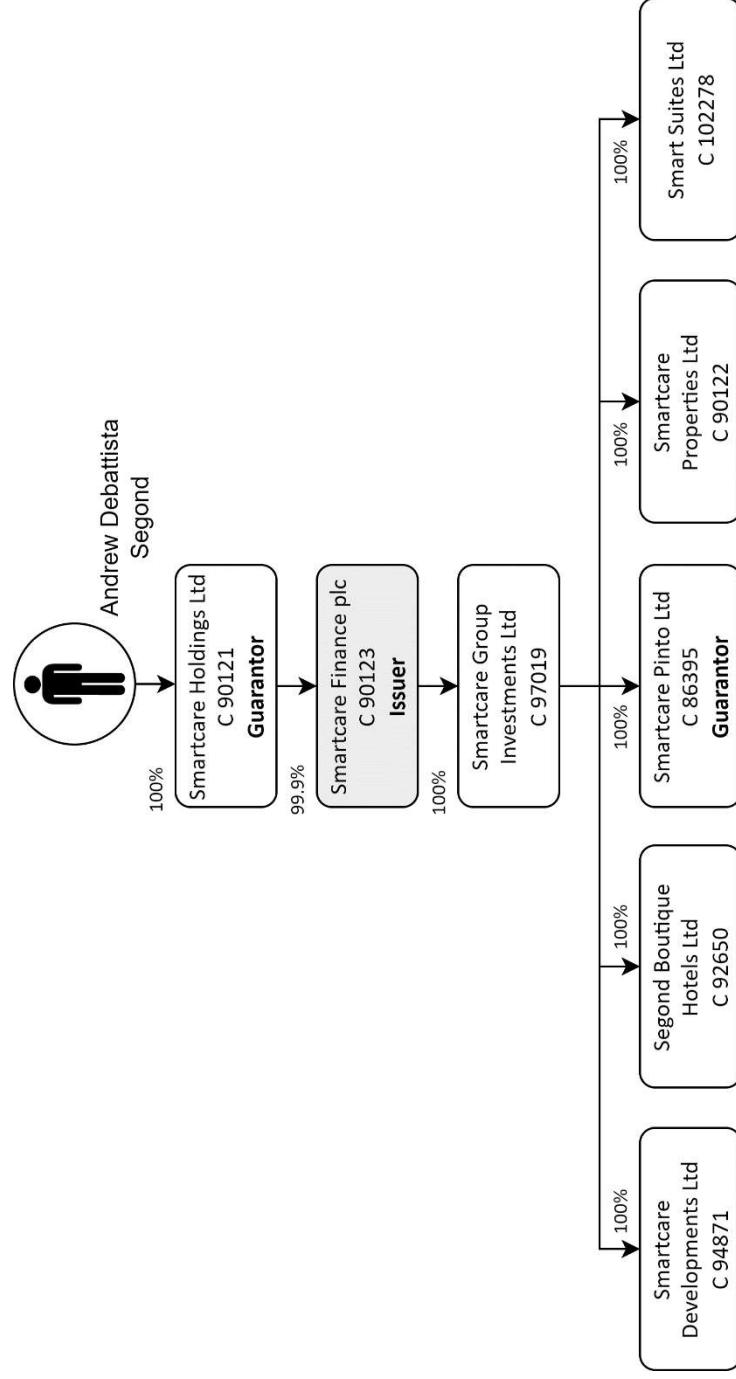 Andrew Debattista
Segond
100%
Smartcare Holdings Ltd
C 90121
Guarantor
99.9%
Smartcare Finance plc
C 90123
Issuer
100%
Smartcare Group
Investments Ltd
C 97019
100%
Smartcare
Developments Ltd
C 94871
100%
Segond Boutique
Hotels Ltd
C 92650
100%
Smartcare Pinto Ltd
C 86395
Guarantor
100%
Smartcare
Properties Ltd
C 90122
100%
Smart Suites Ltd
C 102278